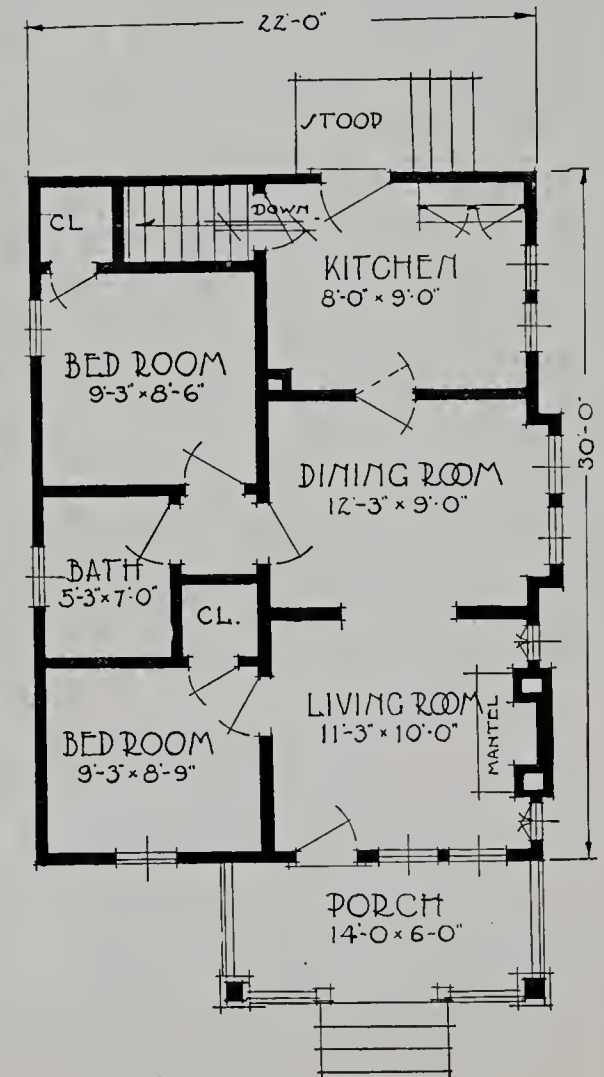 22'-0"
STOOP
CL
DOWN.
KITCHEN
8'-0" × 9'-0"
BED ROOM
9'-3" × 8'-6"
30'-0"
DINING ROOM
12'-3" × 9'-0"
BATH
5'-3" × 7'-0"
CL.
LIVING ROOM
11'-3" × 10'-0"
MANTEL
BED ROOM
9'-3" × 8'-9"
PORCH
14'-0 × 6'-0"